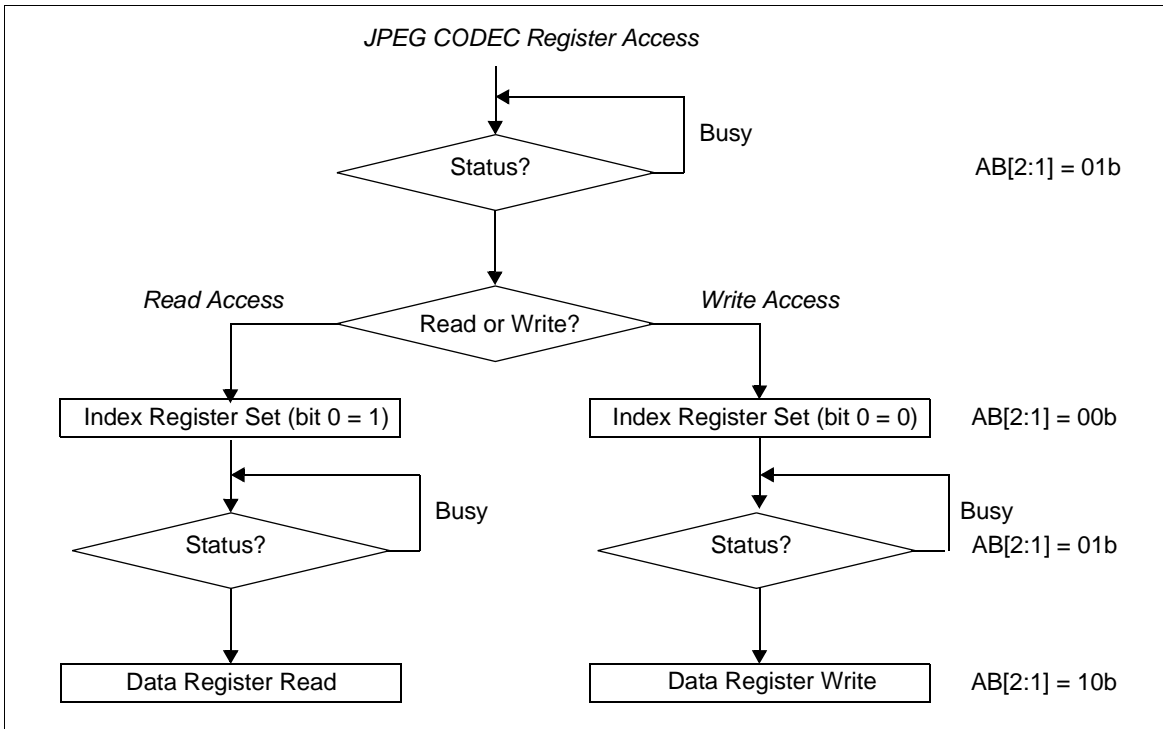 JPEG CODEC Register Access
Busy
Status?
AB[2:1] = 01b
Read Access
Write Access
Read or Write?
Index Register Set (bit 0 = 1)
Index Register Set (bit 0 = 0)
AB[2:1] = 00b
Busy
Busy
Status?
Status?
AB[2:1] = 01b
Data Register Read
Data Register Write
AB[2:1] = 10b